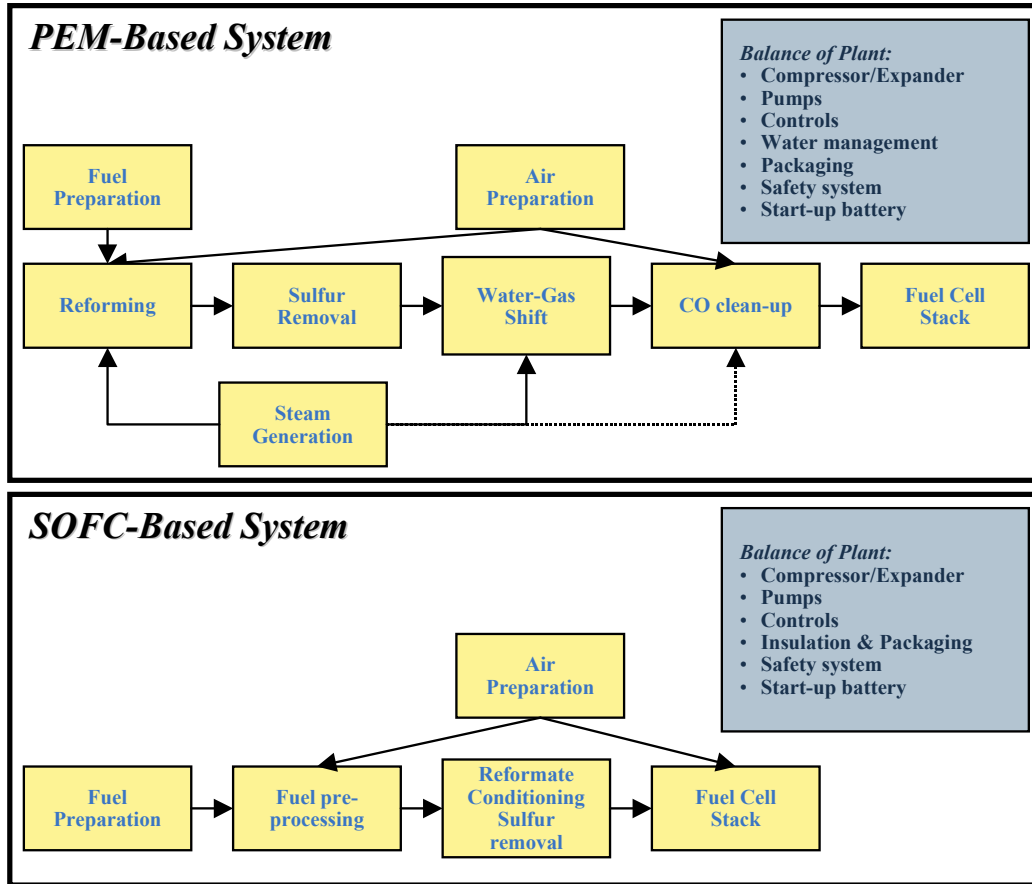 PEM-Based System
Balance of Plant:
• Compressor/Expander
• Pumps
• Controls
• Water management
• Packaging
• Safety system
• Start-up battery
Fuel
Preparation
Air
Preparation
Reforming
Sulfur
Removal
Water-Gas
Shift
CO clean-up
Fuel Cell
Stack
Steam
Generation
SOFC-Based System
Balance of Plant:
• Compressor/Expander
• Pumps
• Controls
• Insulation & Packaging
• Safety system
• Start-up battery
Air
Preparation
Fuel
Preparation
Fuel pre-
processing
Reformate
Conditioning
Sulfur
removal
Fuel Cell
Stack